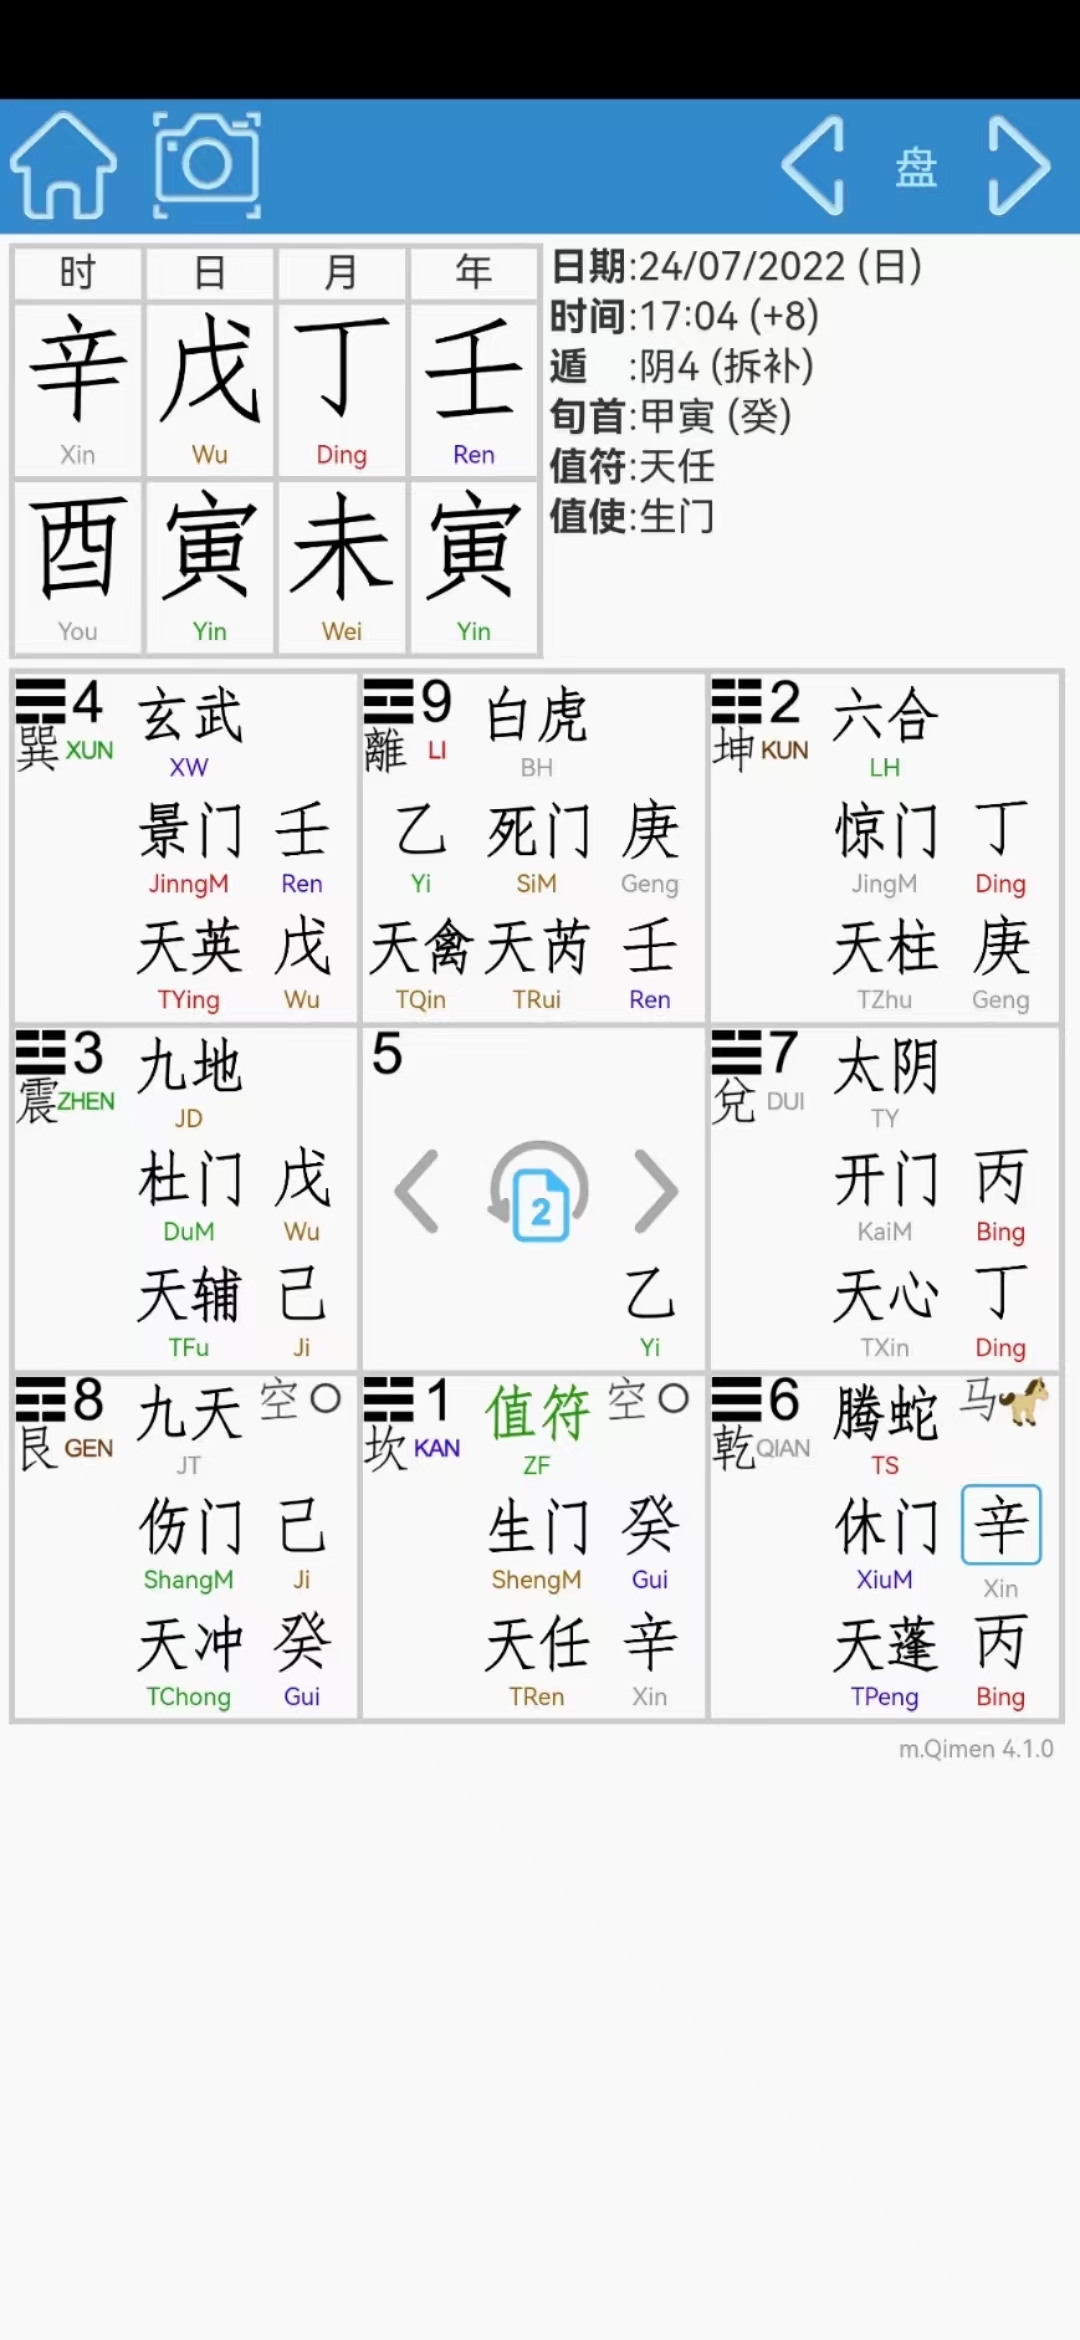 盘
时 日 月 年
辛 戊 丁 壬
Xin Wu Ding Ren
酉 寅 未 寅
You Yin Wei Yin
日期:24/07/2022 (日)
时间:17:04 (+8)
遁 :阴4 (拆补)
旬首:甲寅 (癸)
值符:天任
值使:生门
4 玄武
巽 XUN XW
景门 壬
JinngM Ren
天英 戊
TYing Wu
9 白虎
離 LI BH
乙 死门 庚
Yi SiM Geng
天禽 天芮 壬
TQin TRui Ren
2 六合
坤 KUN LH
惊门 丁
JingM Ding
天柱 庚
TZhu Geng
3 九地
震 ZHEN JD
杜门 戊
DuM Wu
天辅 己
TFu Ji
5
2
乙
Yi
7 太阴
兌 DUI TY
开门 丙
KaiM Bing
天心 丁
TXin Ding
8 九天 空
艮 GEN JT
伤门 己
ShangM Ji
天冲 癸
TChong Gui
1 值符 空
坎 KAN ZF
生门 癸
ShengM Gui
天任 辛
TRen Xin
6 腾蛇 马
乾 QIAN TS
休门 辛
XiuM Xin
天蓬 丙
TPeng Bing
m.Qimen 4.1.0